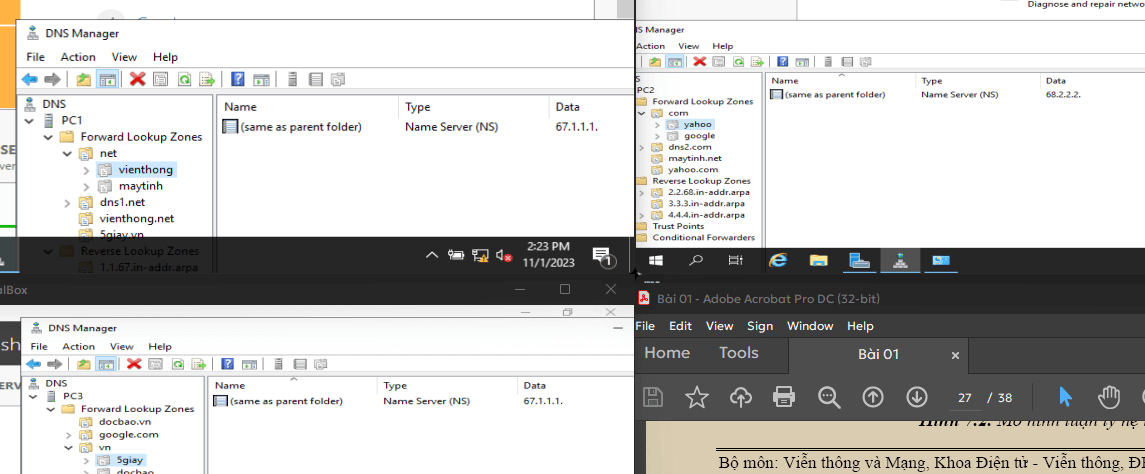 DNS Manager
File Action View Help
DNS
PC1
Forward Lookup Zones
net
vienthong
maytinh
dns1.net
vienthong.net
5giay.vn
Reverse Lookup Zones
1.1.67.in-addr.arpa
Name Type Data
(same as parent folder) Name Server (NS) 67.1.1.1.
2:23 PM
11/1/2023
1
Diagnose and repair netwo
NS Manager
Action View Help
S
PC2
Forward Lookup Zones
com
yahoo
google
dns2.com
maytinh.net
yahoo.com
Reverse Lookup Zones
2.2.68.in-addr.arpa
3.3.3.in-addr.arpa
4.4.4.in-addr.arpa
Trust Points
Conditional Forwarders
Name Type Data
(same as parent folder) Name Server (NS) 68.2.2.2.
alBox
DNS Manager
File Action View Help
DNS
PC3
Forward Lookup Zones
docbao.vn
google.com
vn
5giay
docbao
Name Type Data
(same as parent folder) Name Server (NS) 67.1.1.1.
Bài 01 - Adobe Acrobat Pro DC (32-bit)
File Edit View Sign Window Help
Home Tools Bài 01
27 / 38
Hình 7.2. Mô hình luận lý hệ
Bộ môn: Viễn thông và Mạng, Khoa Điện tử - Viễn thông, Đ